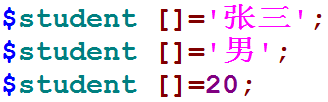 $student []='张三';
$student []='男';
$student []=20;